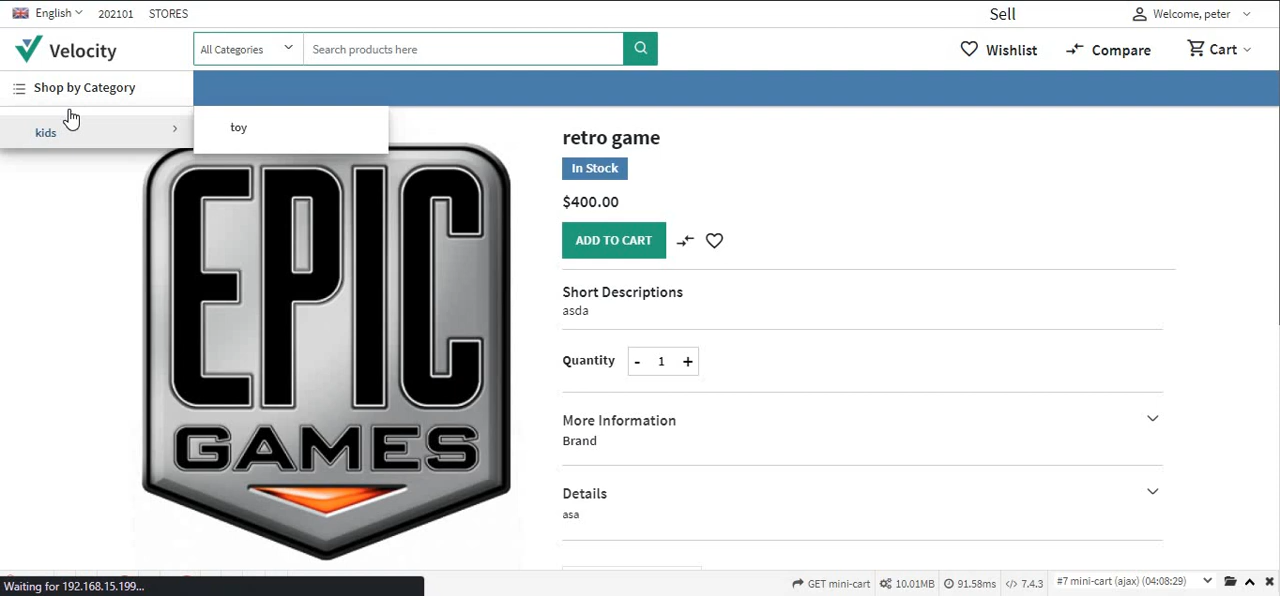 English 202101 STORES Sell Welcome, peter
Velocity All Categories Search products here Wishlist Compare Cart
Shop by Category
kids toy
EPIC
GAMES
retro game
In Stock
$400.00
ADD TO CART
Short Descriptions
asda
Quantity - 1 +
More Information
Brand
Details
asa
Waiting for 192.168.15.199... GET mini-cart 10.01MB 91.58ms 7.4.3 #7 mini-cart (ajax) (04:08:29)